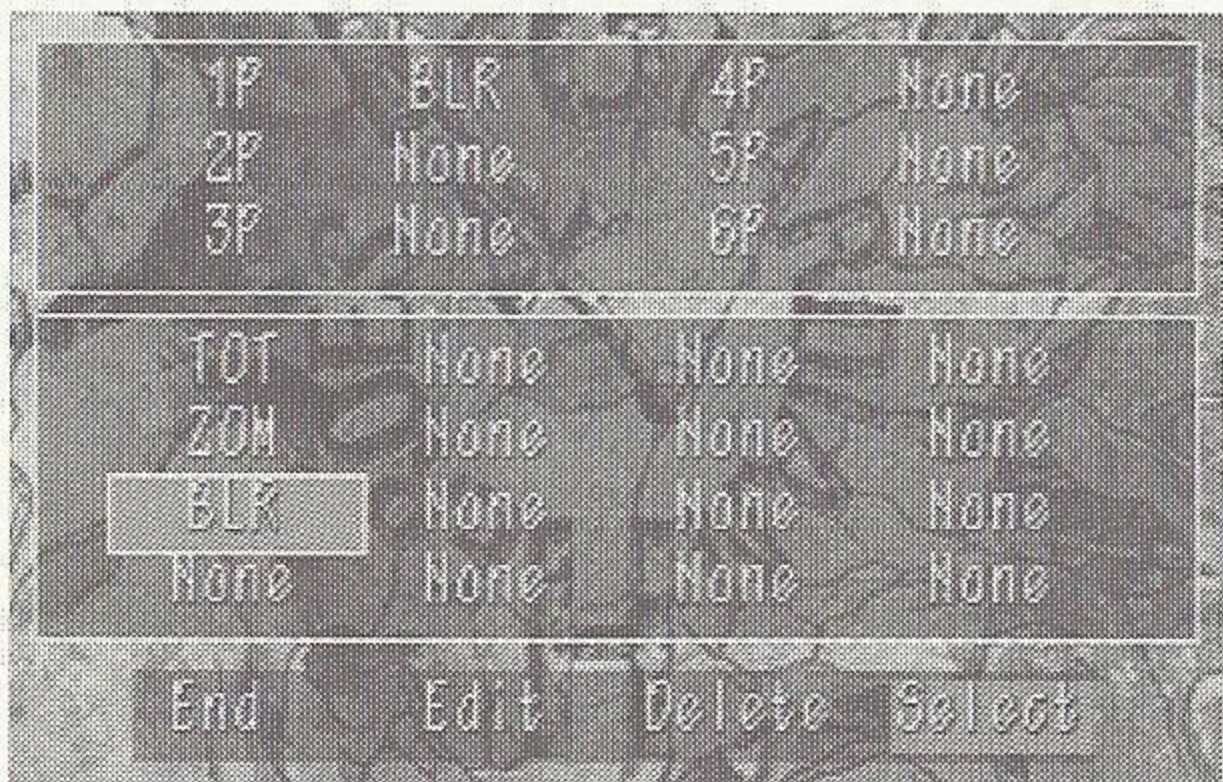 1P BLR 4P None
2P None 5P None
3P None 6P None
TOT None None None
ZOM None None None
BLR None None None
None None None None
End Edit Delete Select